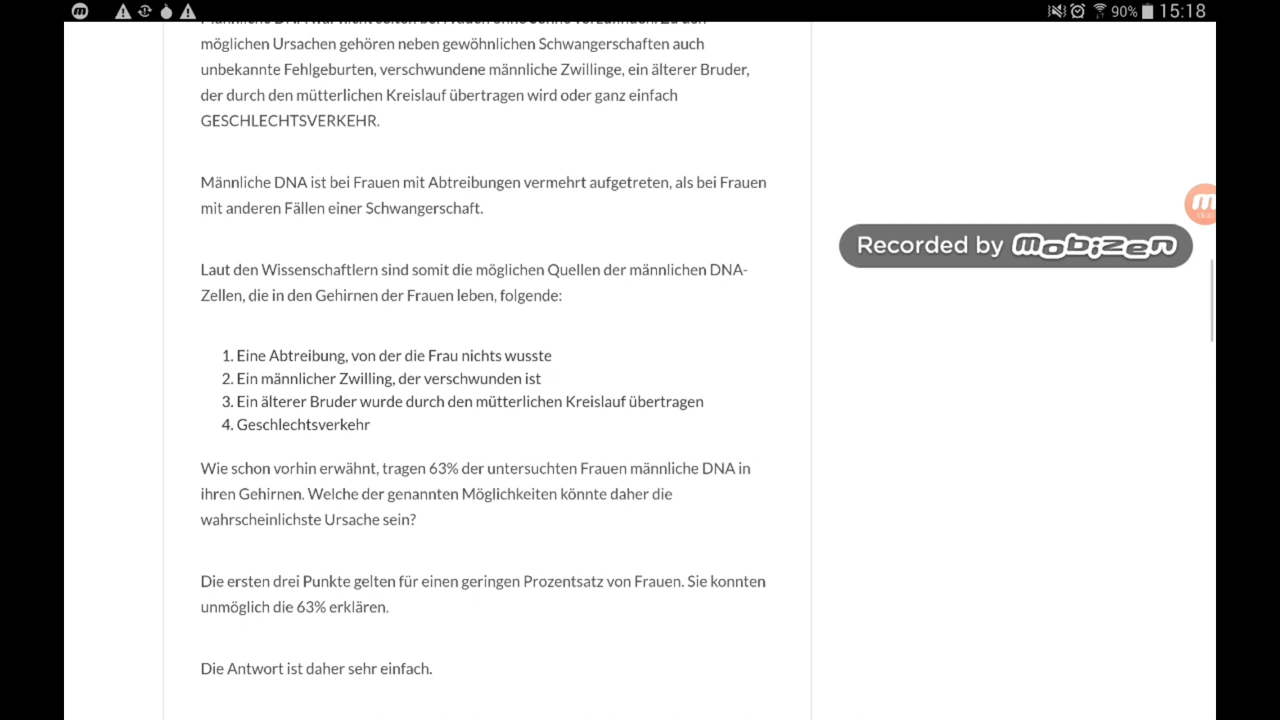 90% 15:18
möglichen Ursachen gehören neben gewöhnlichen Schwangerschaften auch
unbekannte Fehlgeburten, verschwundene männliche Zwillinge, ein älterer Bruder,
der durch den mütterlichen Kreislauf übertragen wird oder ganz einfach
GESCHLECHTSVERKEHR.
Männliche DNA ist bei Frauen mit Abtreibungen vermehrt aufgetreten, als bei Frauen
mit anderen Fällen einer Schwangerschaft.
Recorded by mobizen
Laut den Wissenschaftlern sind somit die möglichen Quellen der männlichen DNA-
Zellen, die in den Gehirnen der Frauen leben, folgende:
1. Eine Abtreibung, von der die Frau nichts wusste
2. Ein männlicher Zwilling, der verschwunden ist
3. Ein älterer Bruder wurde durch den mütterlichen Kreislauf übertragen
4. Geschlechtsverkehr
Wie schon vorhin erwähnt, tragen 63% der untersuchten Frauen männliche DNA in
ihren Gehirnen. Welche der genannten Möglichkeiten könnte daher die
wahrscheinlichste Ursache sein?
Die ersten drei Punkte gelten für einen geringen Prozentsatz von Frauen. Sie konnten
unmöglich die 63% erklären.
Die Antwort ist daher sehr einfach.